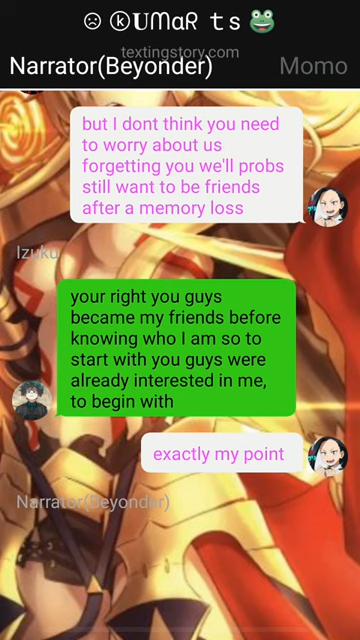 ☹ ⓚ𝐔ᗰɑᖇ ｔｓ 🐸
textingstory.com
Narrator(Beyonder) Momo
but I dont think you need
to worry about us
forgetting you we'll probs
still want to be friends
after a memory loss
Izuku
your right you guys
became my friends before
knowing who I am so to
start with you guys were
already interested in me,
to begin with
exactly my point
Narrator(Beyonder)